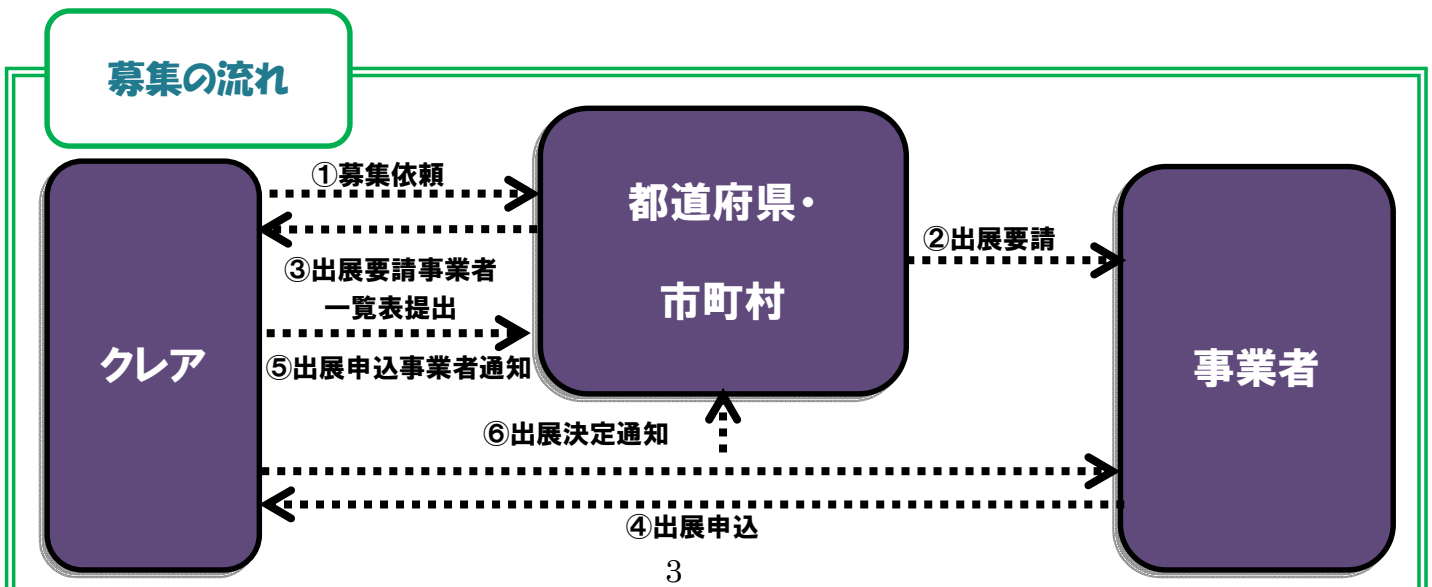 募集の流れ
①募集依頼
都道府県・
市町村
②出展要請
③出展要請事業者
一覧表提出
クレア
⑤出展申込事業者通知
事業者
⑥出展決定通知
④出展申込
3